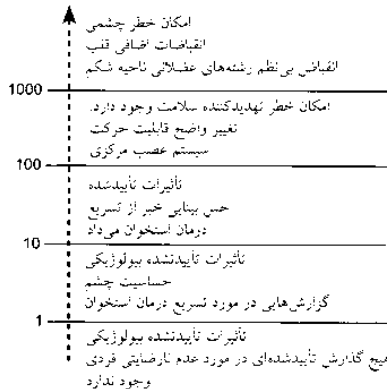 امکان خطر چشمی
انقباضات اضافی قلب
انقباض بی‌نظم رشته‌های عضلانی ناحیه شکم
1000
امکان خطر تهدیدکننده سلامت وجود دارد.
تغییر واضح قابلیت حرکت
سیستم عصب مرکزی
100
تأثیرات تأییدشده
حس بینایی خبر از تسریع
درمان استخوان می‌داد
10
تأثیرات تأییدنشده بیولوژیکی
حساسیت چشم
گزارش‌هایی در مورد تسریع درمان استخوان
1
تأثیرات تأییدنشده بیولوژیکی
هیچ گذارش تأییدشده‌ای در مورد عدم نارضایتی فردی
وجود ندارد